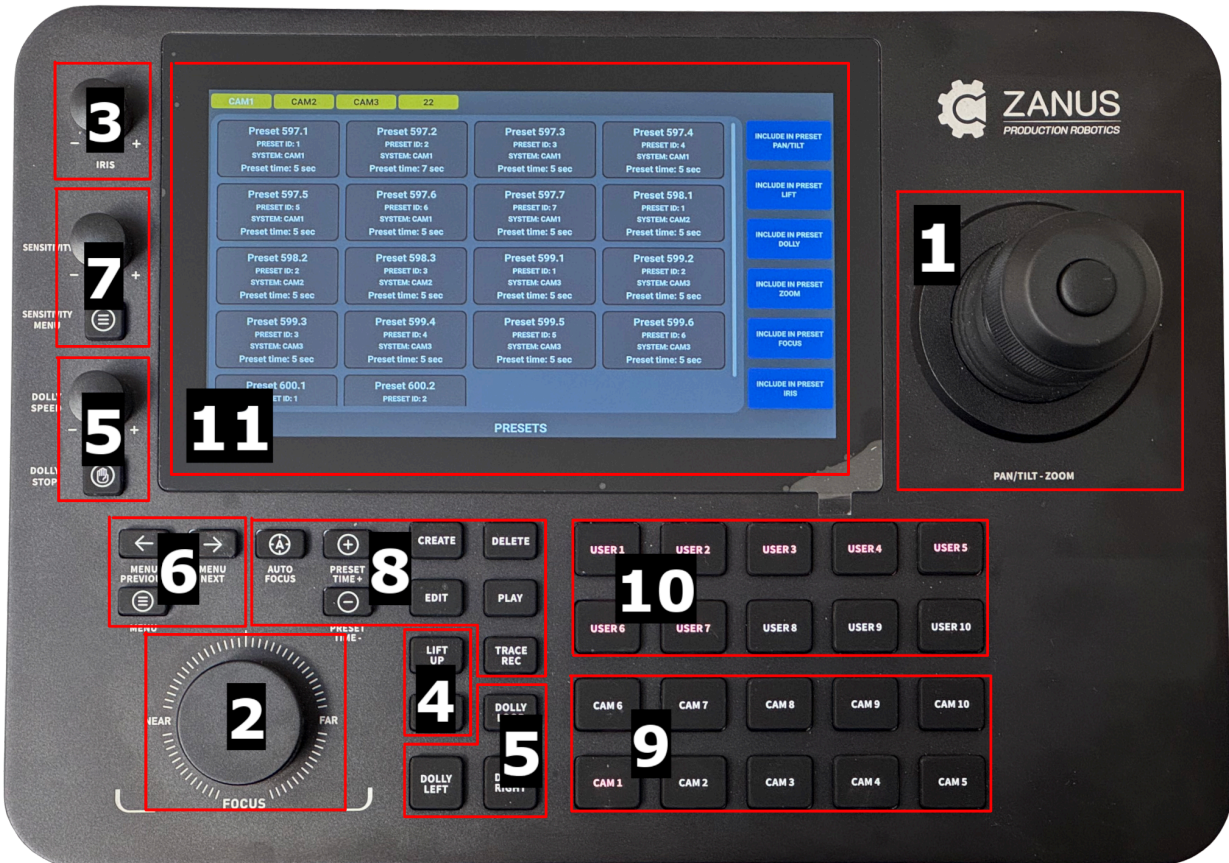 3
- +
IRIS
SENSITIVITY
7
- +
SENSITIVITY
MENU
DOLLY
SPEED
5
- +
DOLLY
STOP
CAM1 CAM2 CAM3 22
Preset 597.1
PRESET ID: 1
SYSTEM: CAM1
Preset time: 5 sec
Preset 597.2
PRESET ID: 2
SYSTEM: CAM1
Preset time: 7 sec
Preset 597.3
PRESET ID: 3
SYSTEM: CAM1
Preset time: 5 sec
Preset 597.4
PRESET ID: 4
SYSTEM: CAM1
Preset time: 5 sec
Preset 597.5
PRESET ID: 5
SYSTEM: CAM1
Preset time: 5 sec
Preset 597.6
PRESET ID: 6
SYSTEM: CAM1
Preset time: 5 sec
Preset 597.7
PRESET ID: 7
SYSTEM: CAM1
Preset time: 5 sec
Preset 598.1
PRESET ID: 1
SYSTEM: CAM2
Preset time: 5 sec
Preset 598.2
PRESET ID: 2
SYSTEM: CAM2
Preset time: 5 sec
Preset 598.3
PRESET ID: 3
SYSTEM: CAM2
Preset time: 5 sec
Preset 599.1
PRESET ID: 1
SYSTEM: CAM3
Preset time: 5 sec
Preset 599.2
PRESET ID: 2
SYSTEM: CAM3
Preset time: 5 sec
Preset 599.3
PRESET ID: 3
SYSTEM: CAM3
Preset time: 5 sec
Preset 599.4
PRESET ID: 4
SYSTEM: CAM3
Preset time: 5 sec
Preset 599.5
PRESET ID: 5
SYSTEM: CAM3
Preset time: 5 sec
Preset 599.6
PRESET ID: 6
SYSTEM: CAM3
Preset time: 5 sec
Preset 600.1
ID: 1
Preset 600.2
PRESET ID: 2
INCLUDE IN PRESET
PAN/TILT
INCLUDE IN PRESET
LIFT
INCLUDE IN PRESET
DOLLY
INCLUDE IN PRESET
ZOOM
INCLUDE IN PRESET
FOCUS
INCLUDE IN PRESET
IRIS
11
PRESETS
ZANUS
PRODUCTION ROBOTICS
1
PAN/TILT - ZOOM
MENU
PREVIOUS
MENU
NEXT
6
MENU
A
AUTO
FOCUS
PRESET
TIME +
8
PRESET
TIME -
CREATE
DELETE
EDIT
PLAY
LIFT
UP
TRACE
REC
4
DOLLY
5
DOLLY
LEFT
RIGHT
NEAR
2
FAR
FOCUS
USER 1 USER 2 USER 3 USER 4 USER 5
10
USER 6 USER 7 USER 8 USER 9 USER 10
CAM 6 CAM 7 CAM 8 CAM 9 CAM 10
9
CAM 1 CAM 2 CAM 3 CAM 4 CAM 5